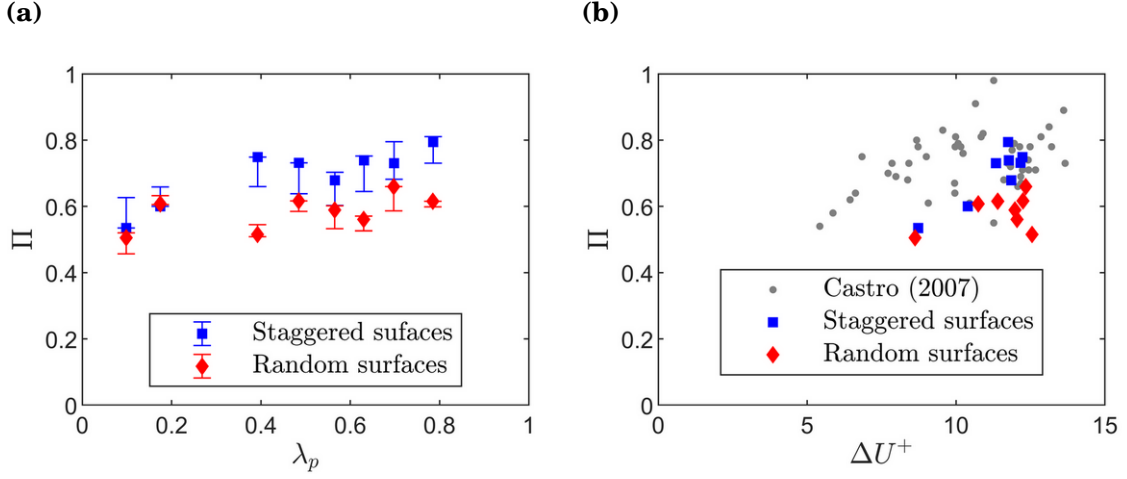 (a)
(b)
1
0.8
0.6
0.4
0.2
0
Π
0
0.2
0.4
0.6
0.8
1
λp
Staggered sufaces
Random surfaces
1
0.8
0.6
0.4
0.2
0
Π
0
5
10
15
ΔU+
Castro (2007)
Staggered surfaces
Random surfaces